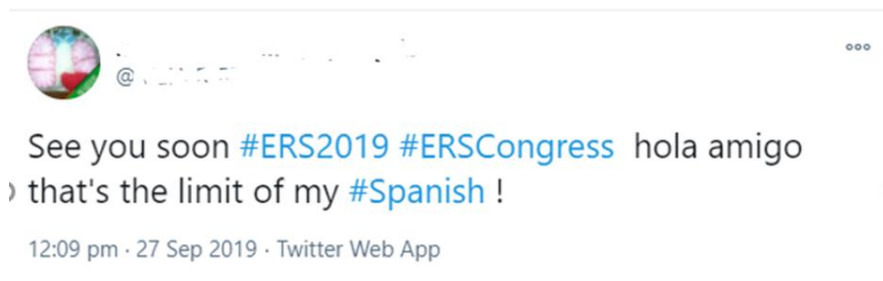 @
See you soon #ERS2019 #ERSCongress hola amigo
that's the limit of my #Spanish !
12:09 pm · 27 Sep 2019 · Twitter Web App